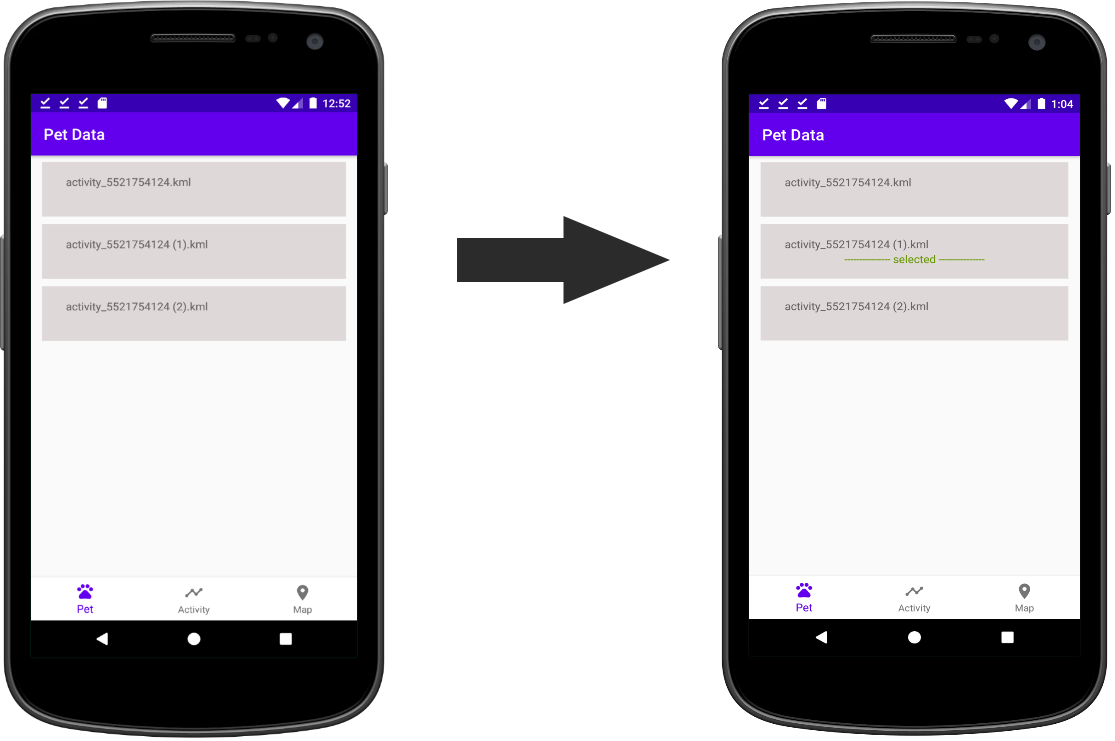 12:52
Pet Data
activity_5521754124.kml
activity_5521754124 (1).kml
activity_5521754124 (2).kml
Pet Activity Map
1:04
Pet Data
activity_5521754124.kml
activity_5521754124 (1).kml
--------------- selected ---------------
activity_5521754124 (2).kml
Pet Activity Map